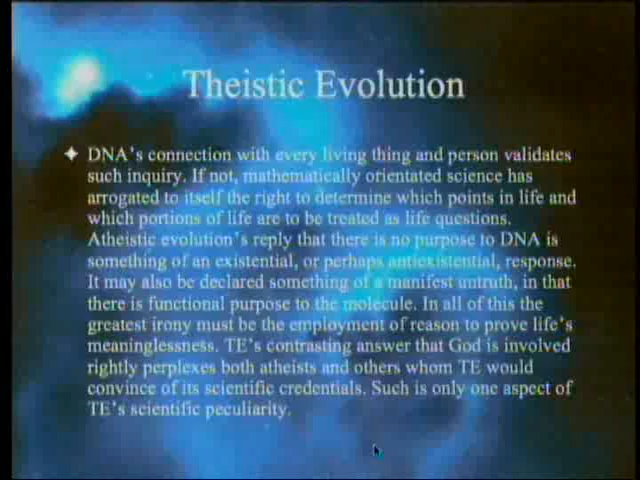 Theistic Evolution
DNA's connection with every living thing and person validates
such inquiry. If not, mathematically orientated science has
arrogated to itself the right to determine which points in life and
which portions of life are to be treated as life questions.
Atheistic evolution's reply that there is no purpose to DNA is
something of an existential, or perhaps antiexistential, response.
It may also be declared something of a manifest untruth, in that
there is functional purpose to the molecule. In all of this the
greatest irony must be the employment of reason to prove life's
meaninglessness. TE's contrasting answer that God is involved
rightly perplexes both atheists and others whom TE would
convince of its scientific credentials. Such is only one aspect of
TE's scientific peculiarity.